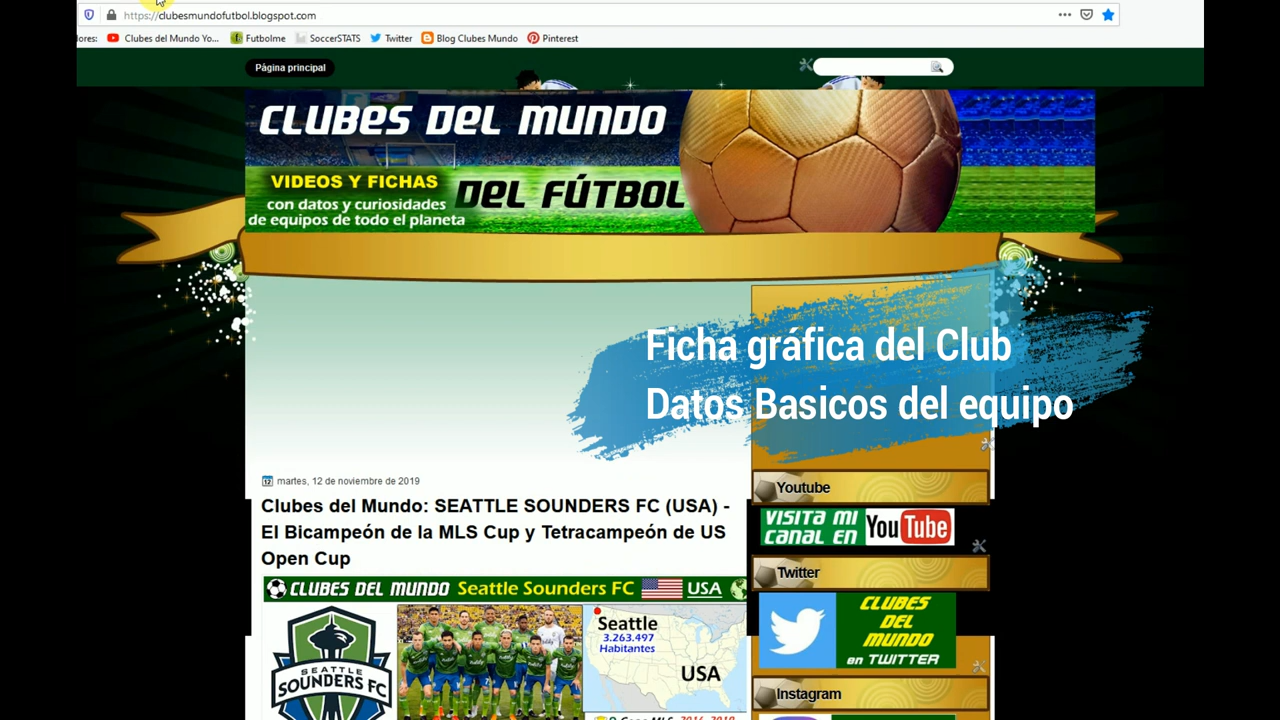 https://clubesmundofutbol.blogspot.com
Clubes del Mundo Yo...
Futbolme
SoccerSTATS
Twitter
Blog Clubes Mundo
Pinterest
Página principal
CLUBES DEL MUNDO
DEL FÚTBOL
VIDEOS Y FICHAS
con datos y curiosidades
de equipos de todo el planeta
Ficha gráfica del Club
Datos Basicos del equipo
martes, 12 de noviembre de 2019
Clubes del Mundo: SEATTLE SOUNDERS FC (USA) -
El Bicampeón de la MLS Cup y Tetracampeón de US
Open Cup
CLUBES DEL MUNDO Seattle Sounders FC USA
SEATTLE
SOUNDERS FC
Seattle
3.263.497
Habitantes
USA
Youtube
VISITA MI
CANAL EN YouTube
Twitter
CLUBES
DEL
MUNDO
en TWITTER
Instagram